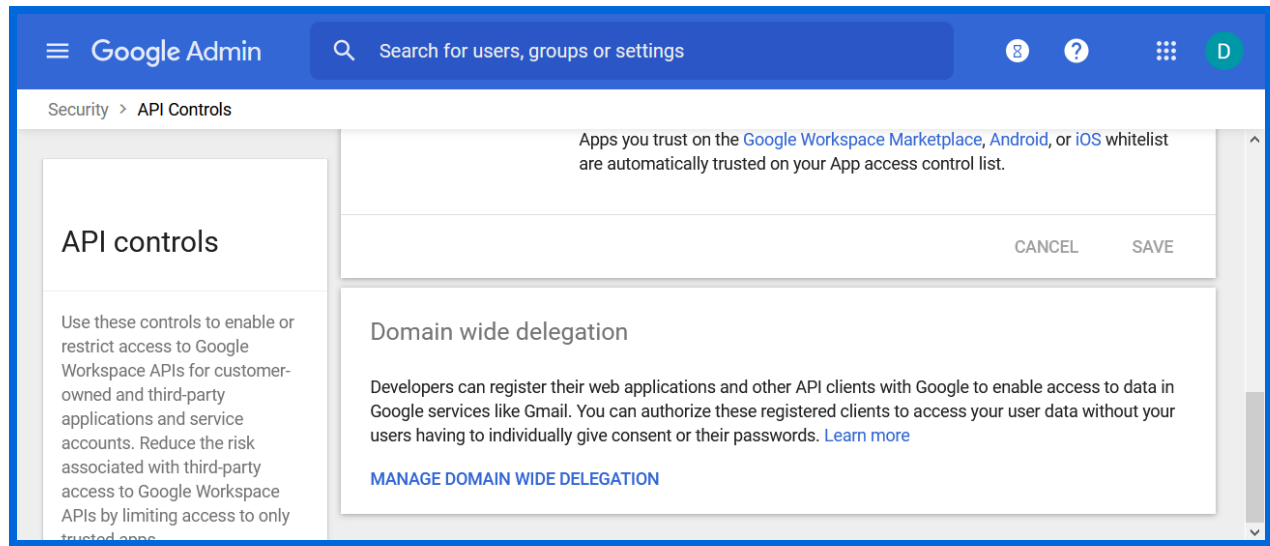 Google Admin
Search for users, groups or settings
D
Security > API Controls
API controls
Use these controls to enable or
restrict access to Google
Workspace APIs for customer-
owned and third-party
applications and service
accounts. Reduce the risk
associated with third-party
access to Google Workspace
APIs by limiting access to only
trusted apps.
Apps you trust on the Google Workspace Marketplace, Android, or iOS whitelist
are automatically trusted on your App access control list.
CANCEL SAVE
Domain wide delegation
Developers can register their web applications and other API clients with Google to enable access to data in
Google services like Gmail. You can authorize these registered clients to access your user data without your
users having to individually give consent or their passwords. Learn more
MANAGE DOMAIN WIDE DELEGATION